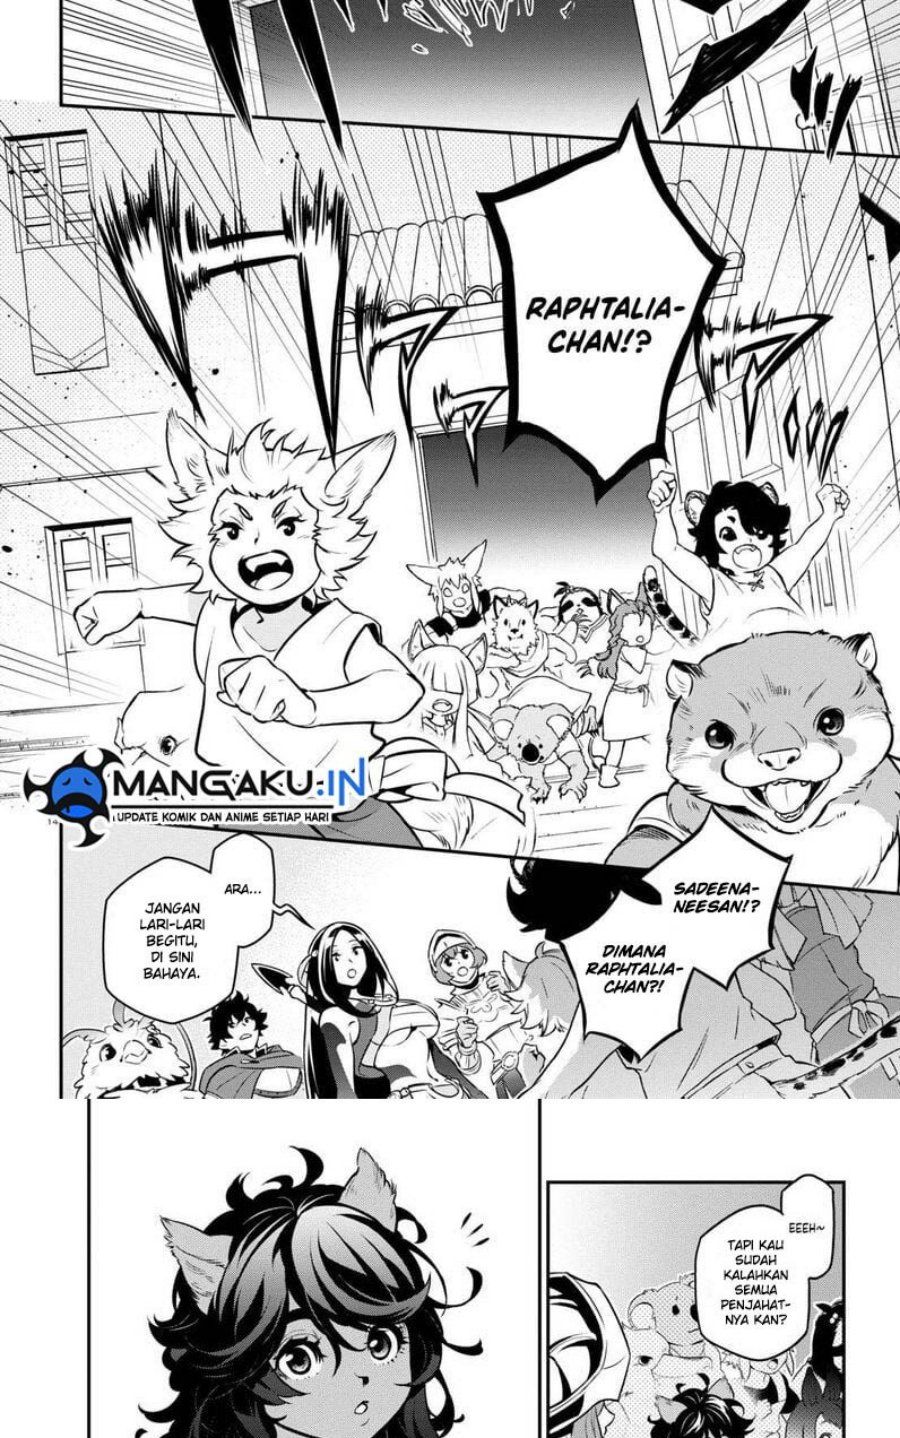 RAPHTALIA-
CHAN!?
MANGAKU.IN
UPDATE KOMIK DAN ANIME SETIAP HARI
14
SADEENA-
NEESAN!?
DIMANA
RAPHTALIA-
CHAN?!
ARA...
JANGAN
LARI-LARI
BEGITU,
DI SINI
BAHAYA.
EEEH~
TAPI KAU
SUDAH
KALAHKAN
SEMUA
PENJAHAT-
NYA KAN?